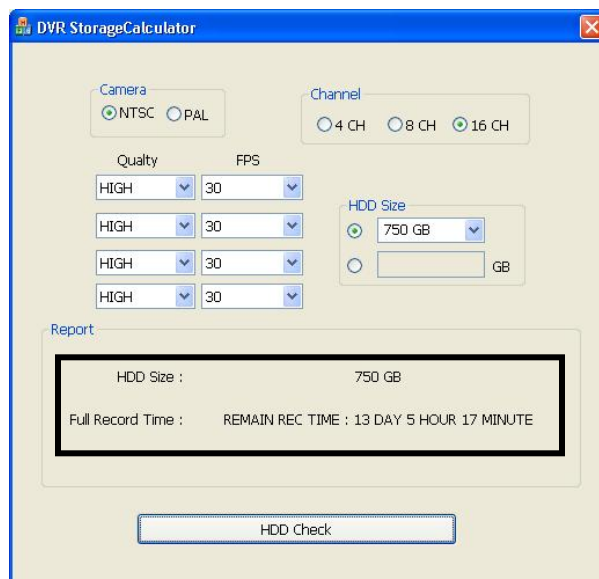 DVR StorageCalculator
Camera
NTSC PAL
Channel
4 CH 8 CH 16 CH
Qualty FPS
HIGH 30
HIGH 30
HIGH 30
HIGH 30
HDD Size
750 GB
GB
Report
HDD Size : 750 GB
Full Record Time : REMAIN REC TIME : 13 DAY 5 HOUR 17 MINUTE
HDD Check